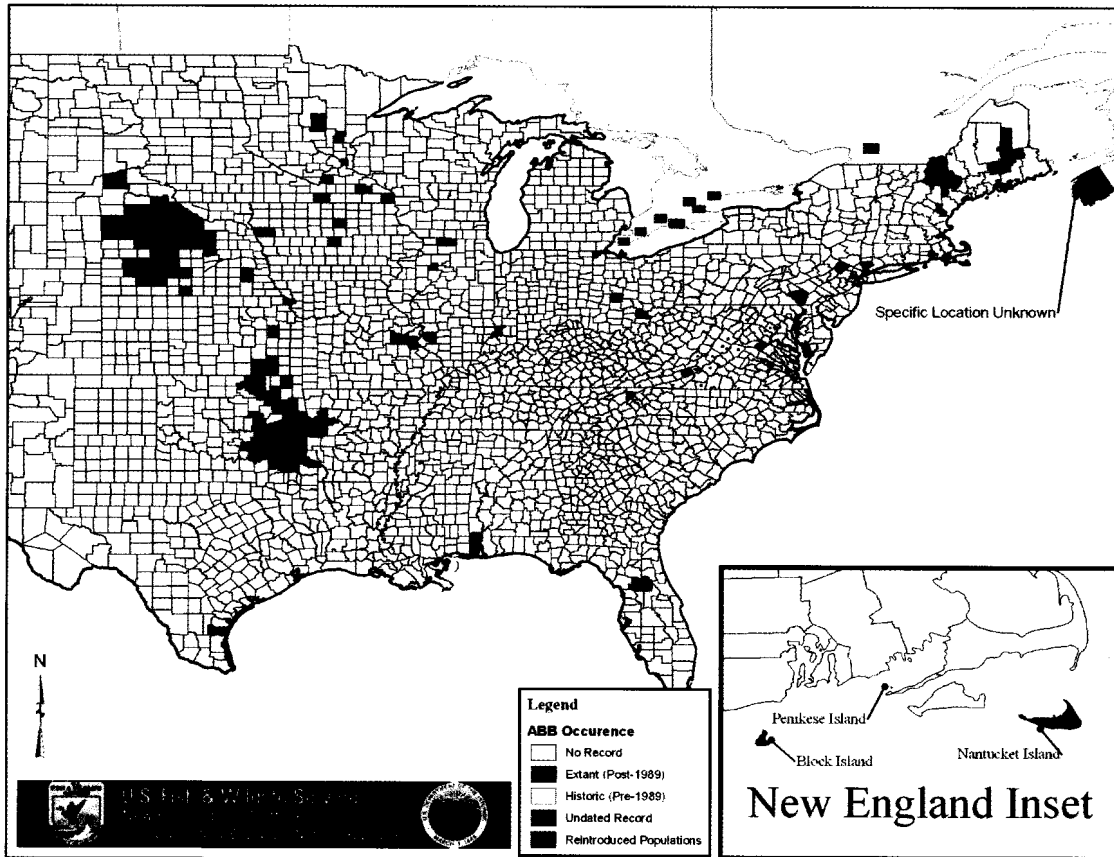 Specific Location Unknown
N
Legend
ABB Occurence
No Record
Extant (Post-1989)
Historic (Pre-1989)
Undated Record
Reintroduced Populations
Penikese Island
Block Island
Nantucket Island
New England Inset
U.S. Fish & Wildlife Service